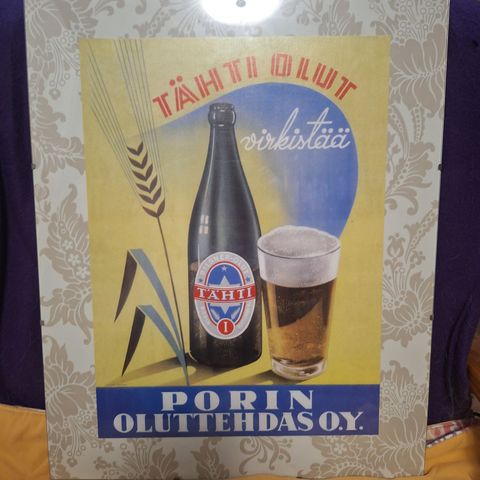 TÄHTI OLUT
virkistää
TÄHTI
I
PORIN
OLUTTEHDAS O.Y.